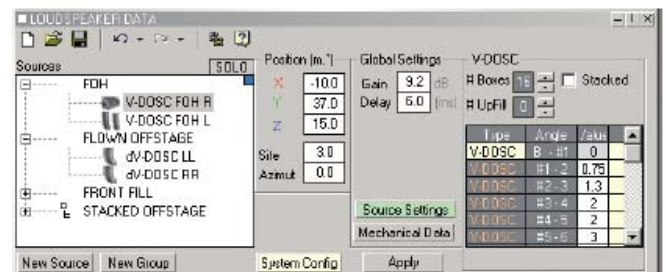 LOUDSPEAKER DATA
Sources
SOLO
FOH
V-DOSC FOH R
V-DOSC FOH L
FLOWN OFFSTAGE
dV-DOSC LL
dV-DOSC RR
FRONT FILL
STACKED OFFSTAGE
New Source
New Group
Position (m,°)
X -10.0
Y 37.0
Z 15.0
Site 3.0
Azimut 0.0
System Config
Global Settings
Gain 9.2 dB
Delay 6.0 (ms)
Source Settings
Mechanical Data
Apply
V-DOSC
# Boxes 16 Stacked
# UpFill 0
Type Angle Value
V-DOSC B - #1 0
V-DOSC #1 - 2 0.75
V-DOSC #2 - 3 1.3
V-DOSC #3 - 4 2
V-DOSC #4 - 5 2
V-DOSC #5 - 6 3